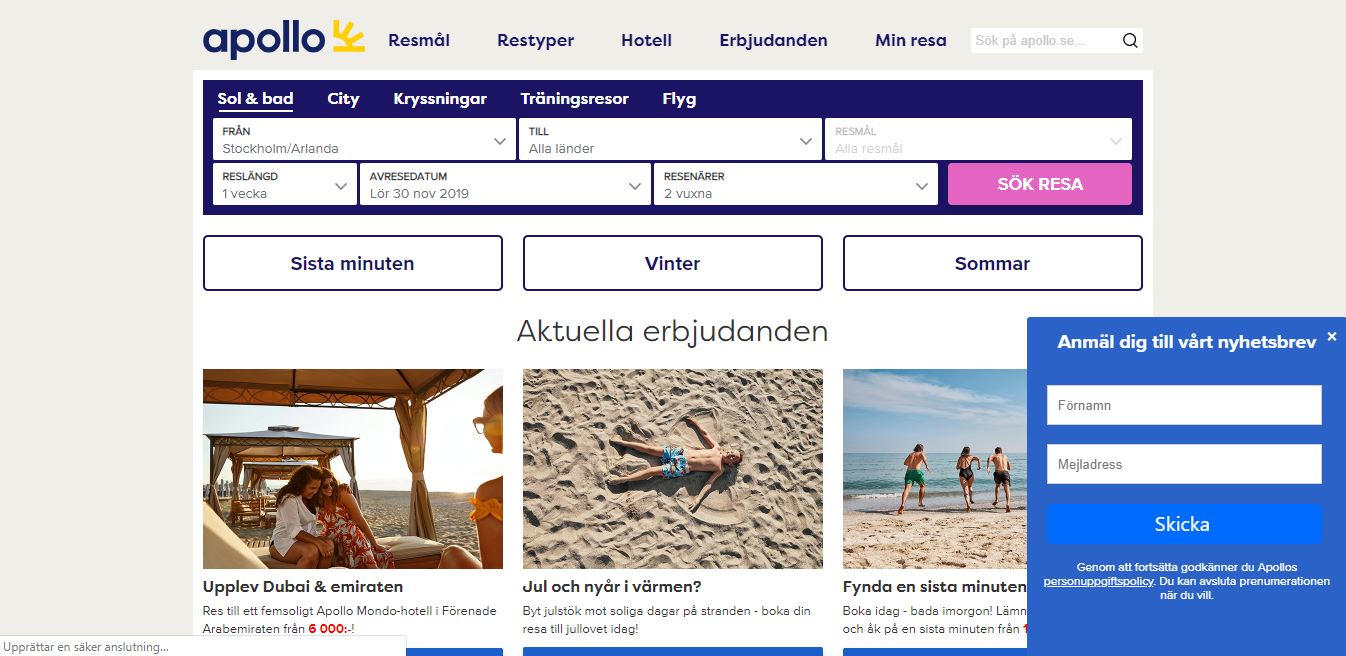 apollo
Resmål Restyper Hotell Erbjudanden Min resa Sök på apollo.se...
Sol & bad City Kryssningar Träningsresor Flyg
FRÅN
Stockholm/Arlanda
TILL
Alla länder
RESMÅL
Alla resmål
RESLÄNGD
1 vecka
AVRESEDATUM
Lör 30 nov 2019
RESENÄRER
2 vuxna
SÖK RESA
Sista minuten
Vinter
Sommar
Aktuella erbjudanden
Upplev Dubai & emiraten
Res till ett femsoligt Apollo Mondo-hotell i Förenade
Arabemiraten från 6 000:-!
Jul och nyår i värmen?
Byt julstök mot soliga dagar på stranden - boka din
resa till jullovet idag!
Fynda en sista minuten
Boka idag - bada imorgon! Lämn
och åk på en sista minuten från 1
Anmäl dig till vårt nyhetsbrev ×
Förnamn
Mejladress
Skicka
Genom att fortsätta godkänner du Apollos
personuppgiftspolicy. Du kan avsluta prenumerationen
när du vill.
Upprättar en säker anslutning...